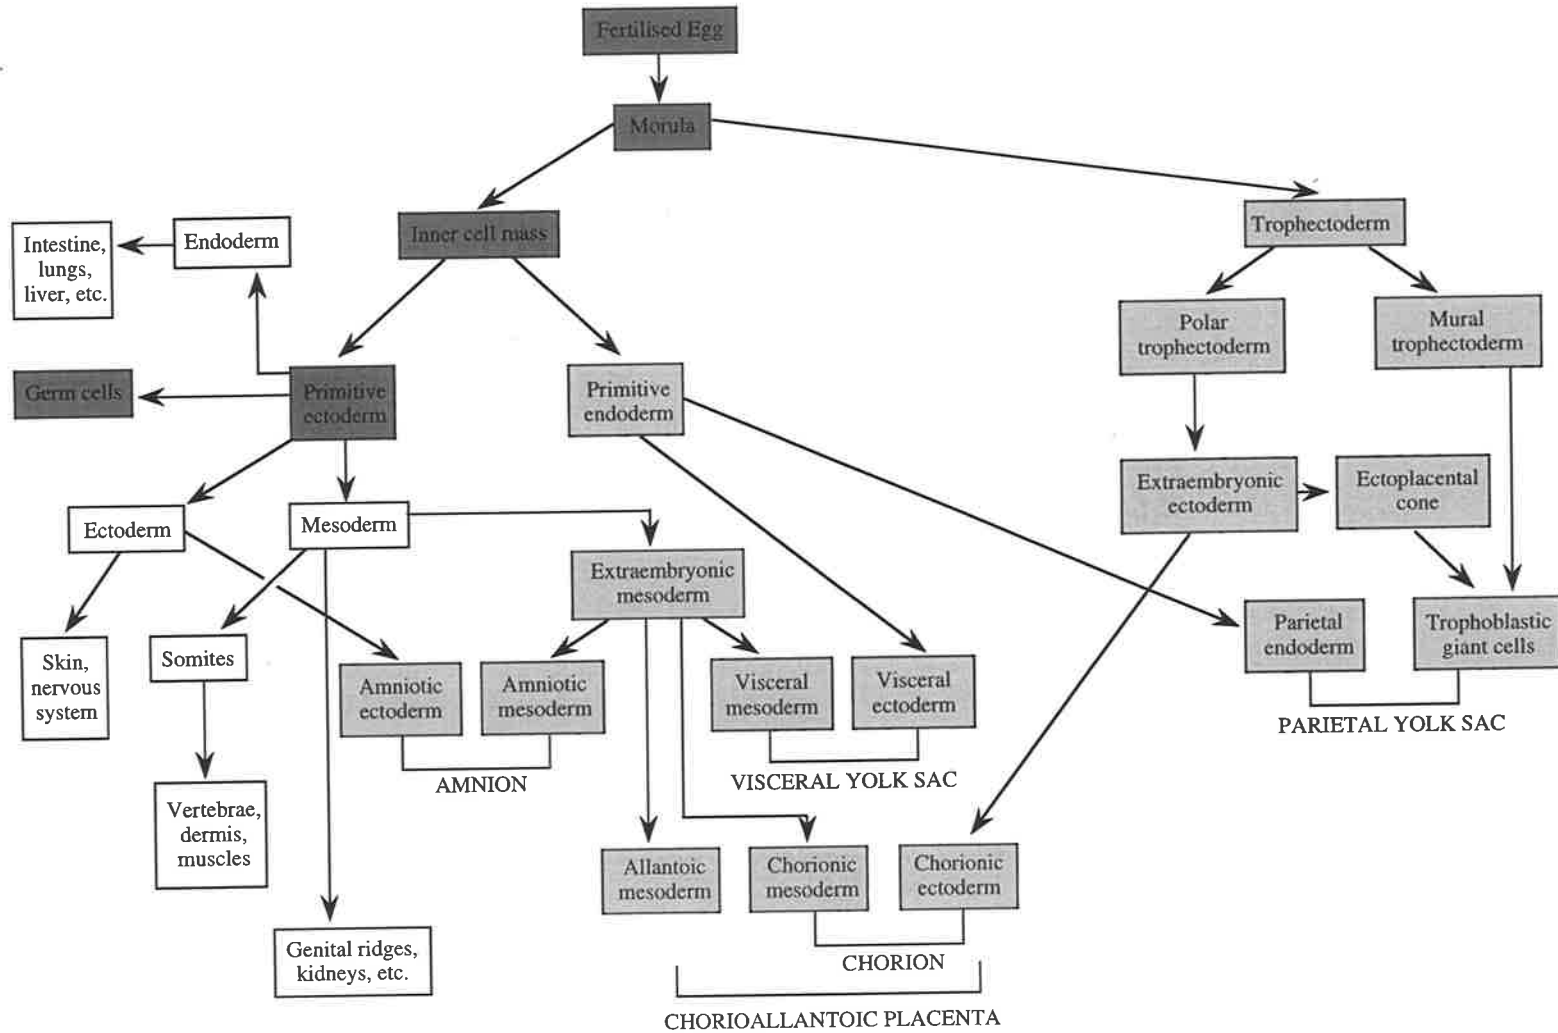 Fertilised Egg
Morula
Inner cell mass
Trophectoderm
Endoderm
Intestine,
lungs,
liver, etc.
Polar
trophectoderm
Mural
trophectoderm
Germ cells
Primitive
ectoderm
Primitive
endoderm
Extraembryonic
ectoderm
Ectoplacental
cone
Ectoderm
Mesoderm
Extraembryonic
mesoderm
Parietal
endoderm
Trophoblastic
giant cells
Skin,
nervous
system
Somites
Amniotic
ectoderm
Amniotic
mesoderm
Visceral
mesoderm
Visceral
ectoderm
PARIETAL YOLK SAC
AMNION
VISCERAL YOLK SAC
Vertebrae,
dermis,
muscles
Allantoic
mesoderm
Chorionic
mesoderm
Chorionic
ectoderm
Genital ridges,
kidneys, etc.
CHORION
CHORIOALLANTOIC PLACENTA